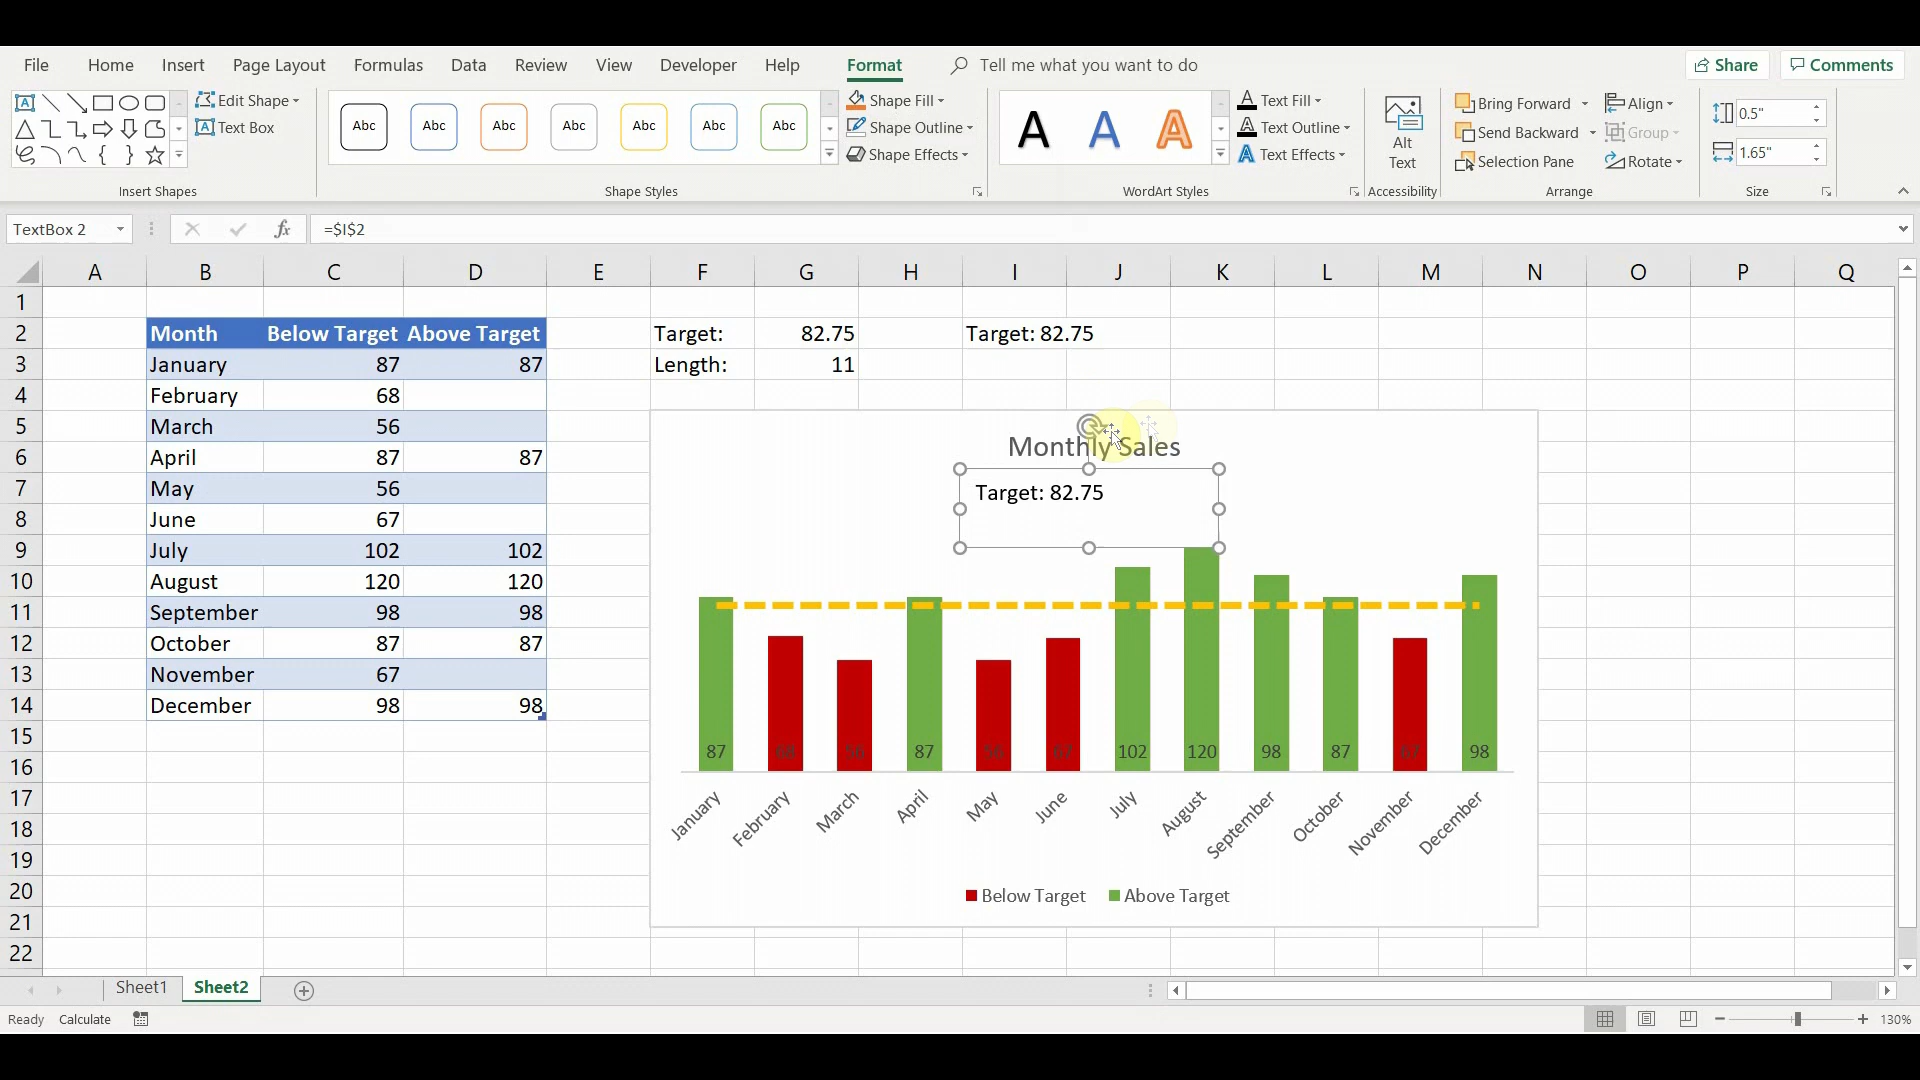 File Home Insert Page Layout Formulas Data Review View Developer Help Format Tell me what you want to do Share Comments
Edit Shape
Text Box
Insert Shapes
Abc Abc Abc Abc Abc Abc Abc
Shape Styles
Shape Fill
Shape Outline
Shape Effects
A A A
WordArt Styles
Text Fill
Text Outline
Text Effects
Alt
Text
Accessibility
Bring Forward
Send Backward
Selection Pane
Align
Group
Rotate
Arrange
0.5"
1.65"
Size
TextBox 2 fx =$I$2
A B C D E F G H I J K L M N O P Q
1
2 Month Below Target Above Target Target: 82.75 Target: 82.75
3 January 87 87 Length: 11
4 February 68
5 March 56
6 April 87 87
7 May 56
8 June 67
9 July 102 102
10 August 120 120
11 September 98 98
12 October 87 87
13 November 67
14 December 98 98
15
16
17
18
19
20
21
22
Monthly Sales
Target: 82.75
87 68 56 87 56 67 102 120 98 87 67 98
January February March April May June July August September October November December
Below Target Above Target
Sheet1 Sheet2
Ready Calculate 130%